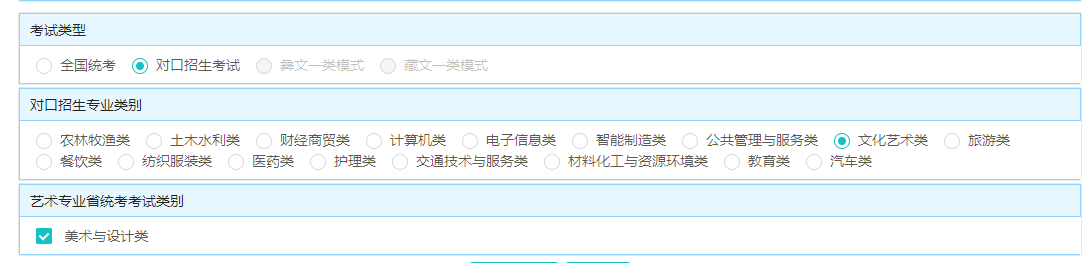 考试类型
全国统考 对口招生考试 彝文一类模式 藏文一类模式
对口招生专业类别
农林牧渔类 土木水利类 财经商贸类 计算机类 电子信息类 智能制造类 公共管理与服务类 文化艺术类 旅游类
餐饮类 纺织服装类 医药类 护理类 交通技术与服务类 材料化工与资源环境类 教育类 汽车类
艺术专业省统考考试类别
美术与设计类